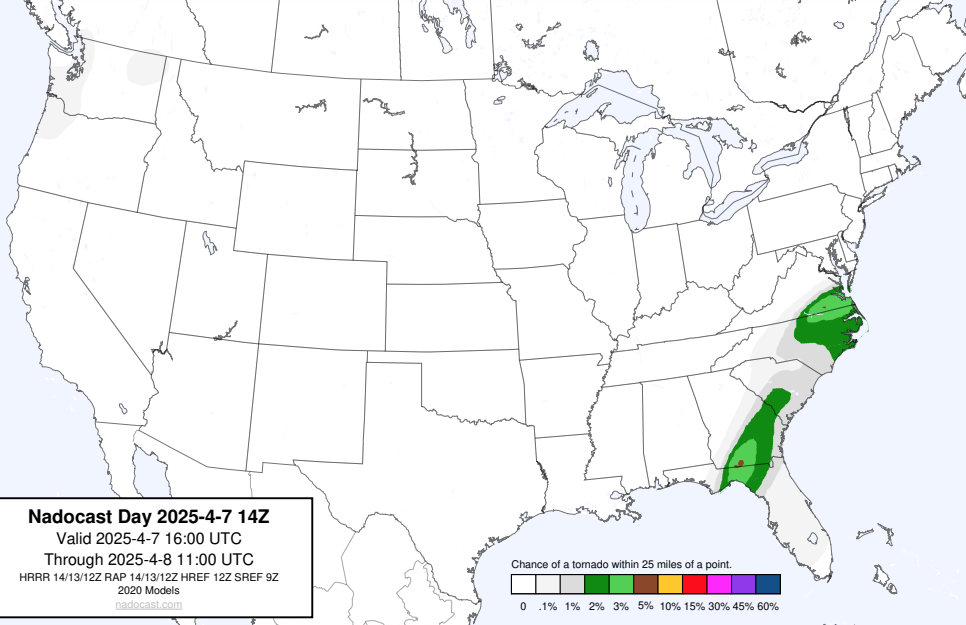 Nadocast Day 2025-4-7 14Z
Valid 2025-4-7 16:00 UTC
Through 2025-4-8 11:00 UTC
HRRR 14/13/12Z RAP 14/13/12Z HREF 12Z SREF 9Z
2020 Models
nadocast.com
Chance of a tornado within 25 miles of a point.
0 .1% 1% 2% 3% 5% 10% 15% 30% 45% 60%